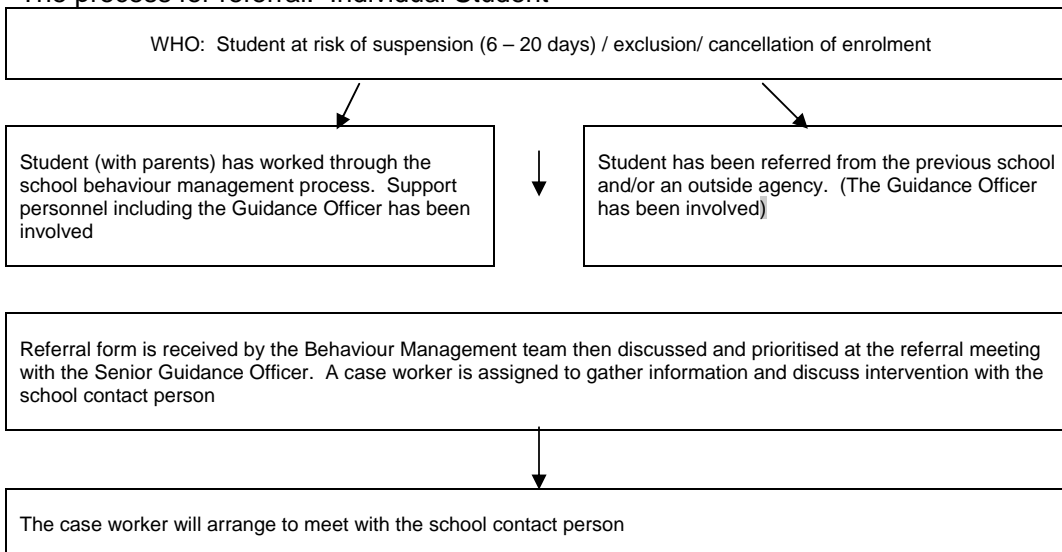 The process for referral: Individual Student
WHO: Student at risk of suspension (6 – 20 days) / exclusion/ cancellation of enrolment
Student (with parents) has worked through the
school behaviour management process. Support
personnel including the Guidance Officer has been
involved
Student has been referred from the previous school
and/or an outside agency. (The Guidance Officer
has been involved)
Referral form is received by the Behaviour Management team then discussed and prioritised at the referral meeting
with the Senior Guidance Officer. A case worker is assigned to gather information and discuss intervention with the
school contact person
The case worker will arrange to meet with the school contact person